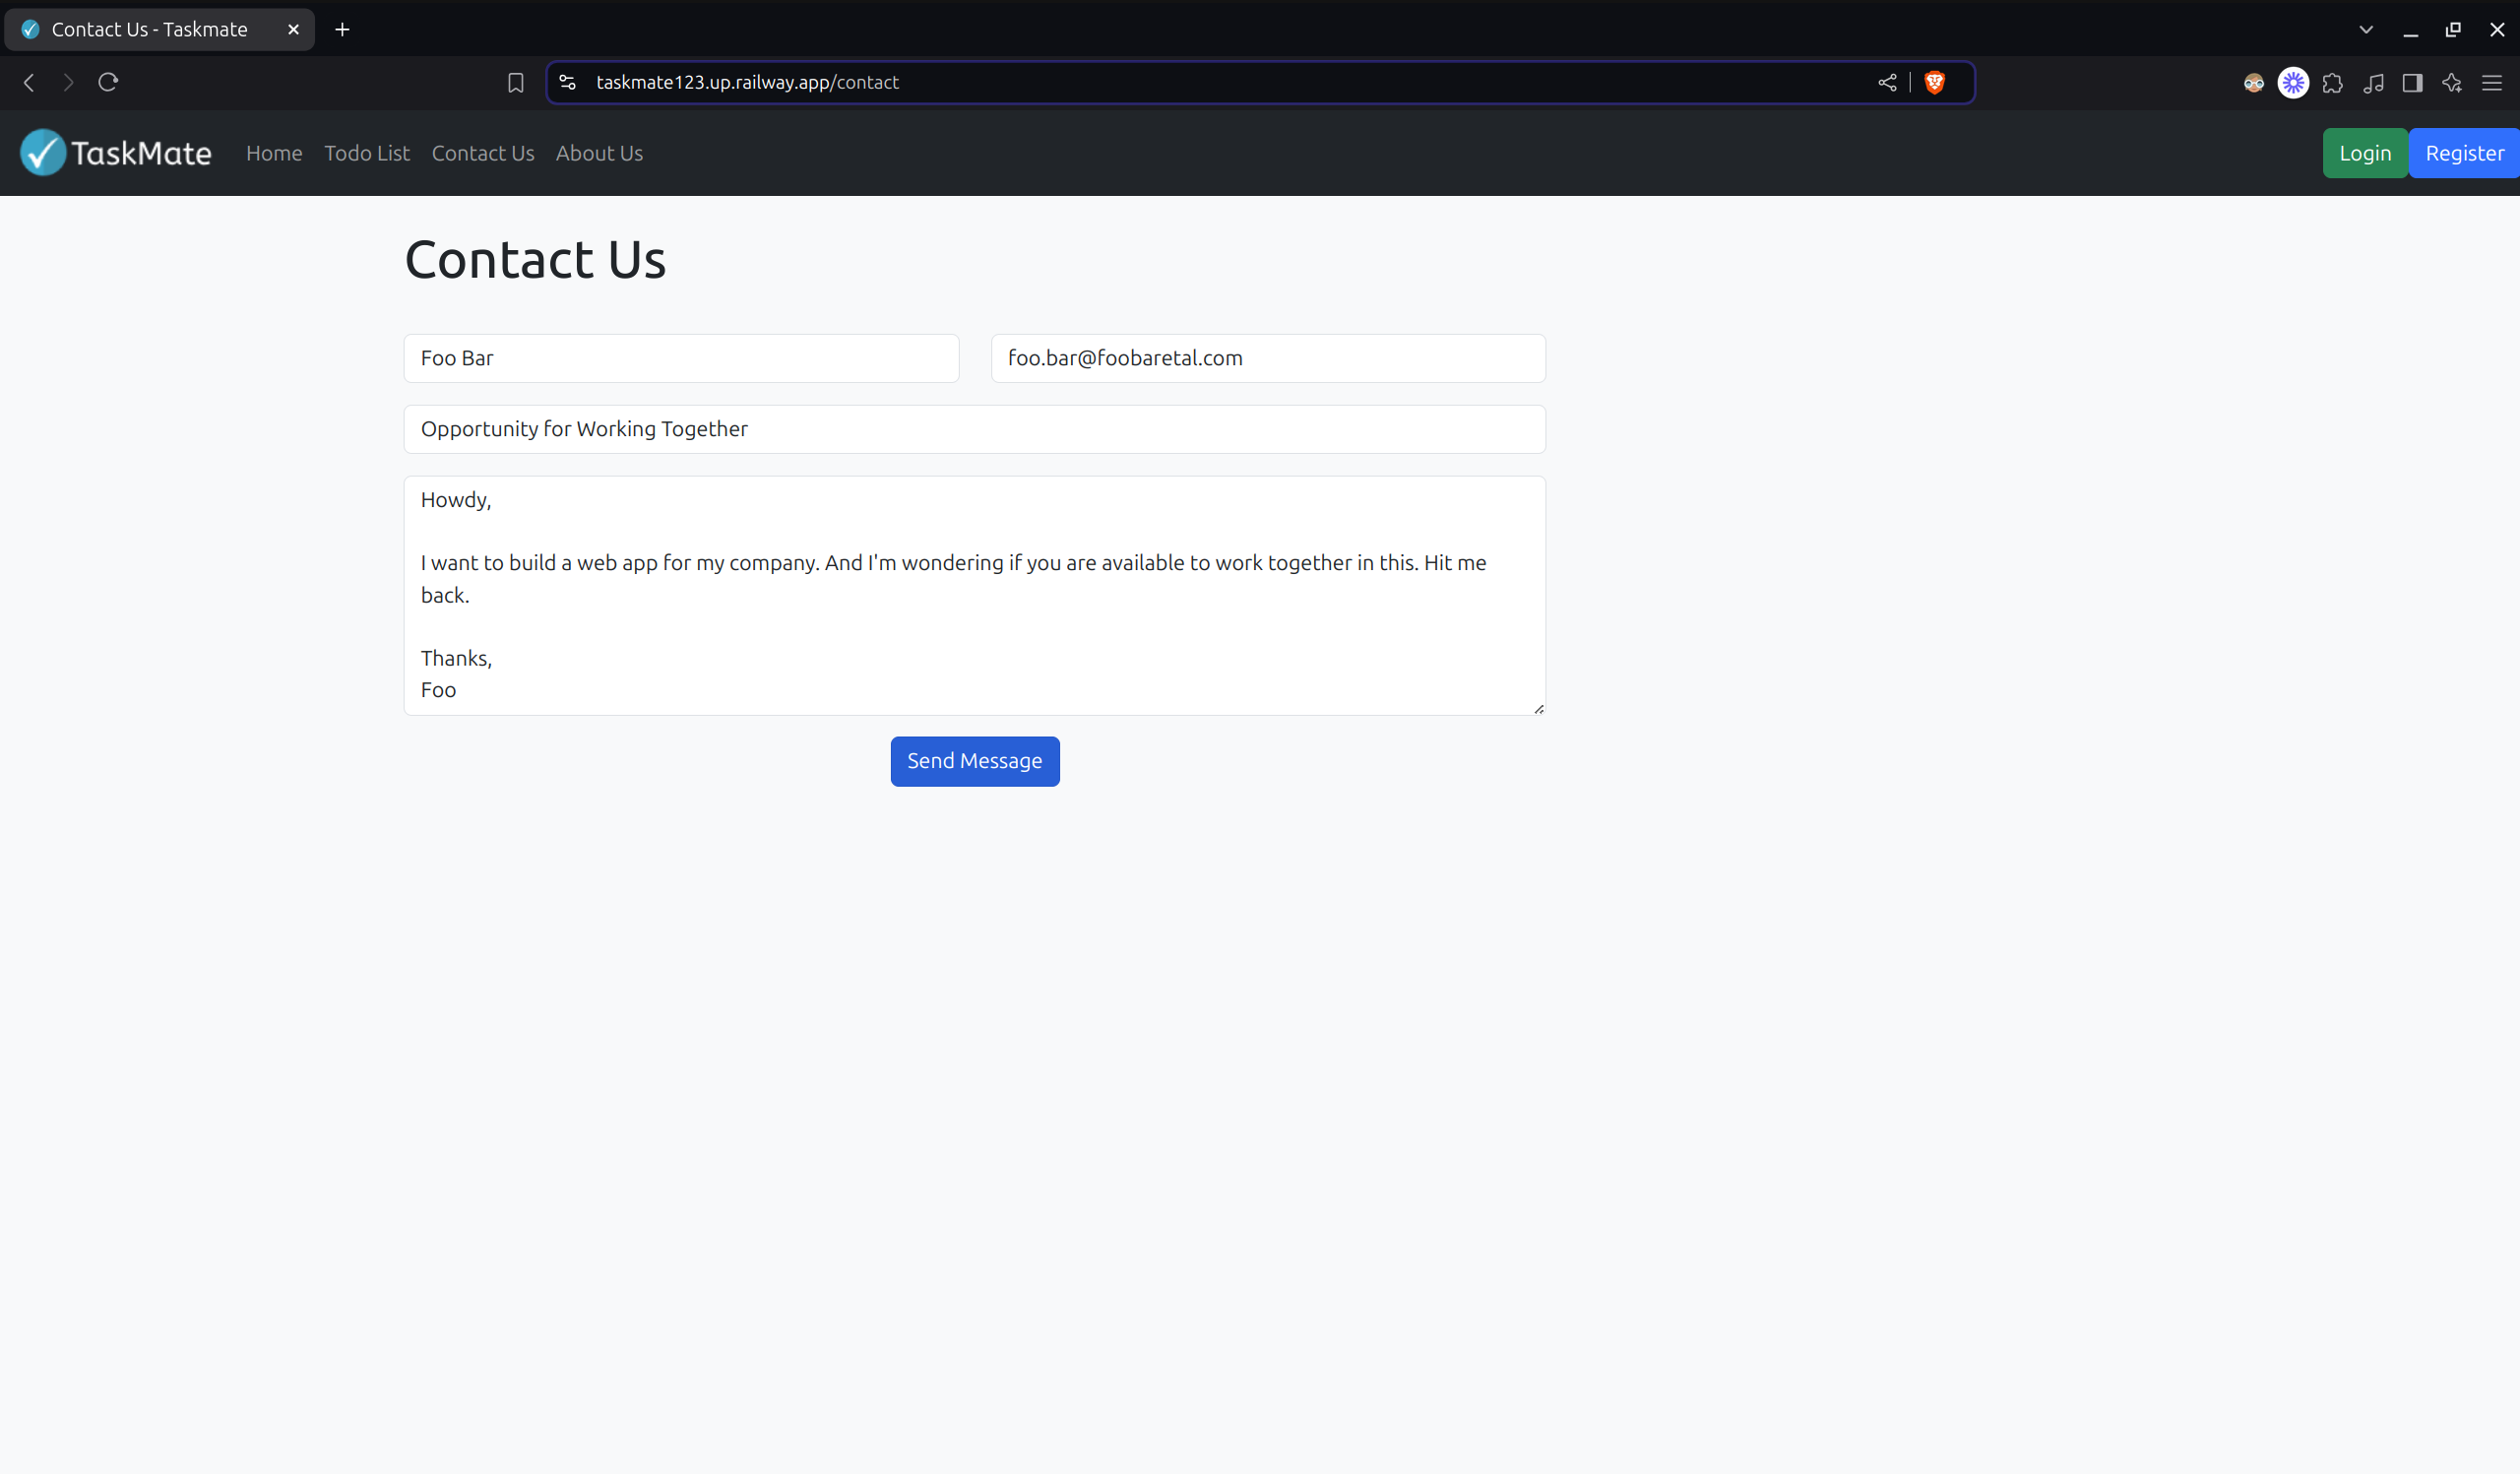 Contact Us - Taskmate
taskmate123.up.railway.app/contact
TaskMate Home Todo List Contact Us About Us Login Register
Contact Us
Foo Bar foo.bar@foobaretal.com
Opportunity for Working Together
Howdy,
I want to build a web app for my company. And I'm wondering if you are available to work together in this. Hit me
back.
Thanks,
Foo
Send Message